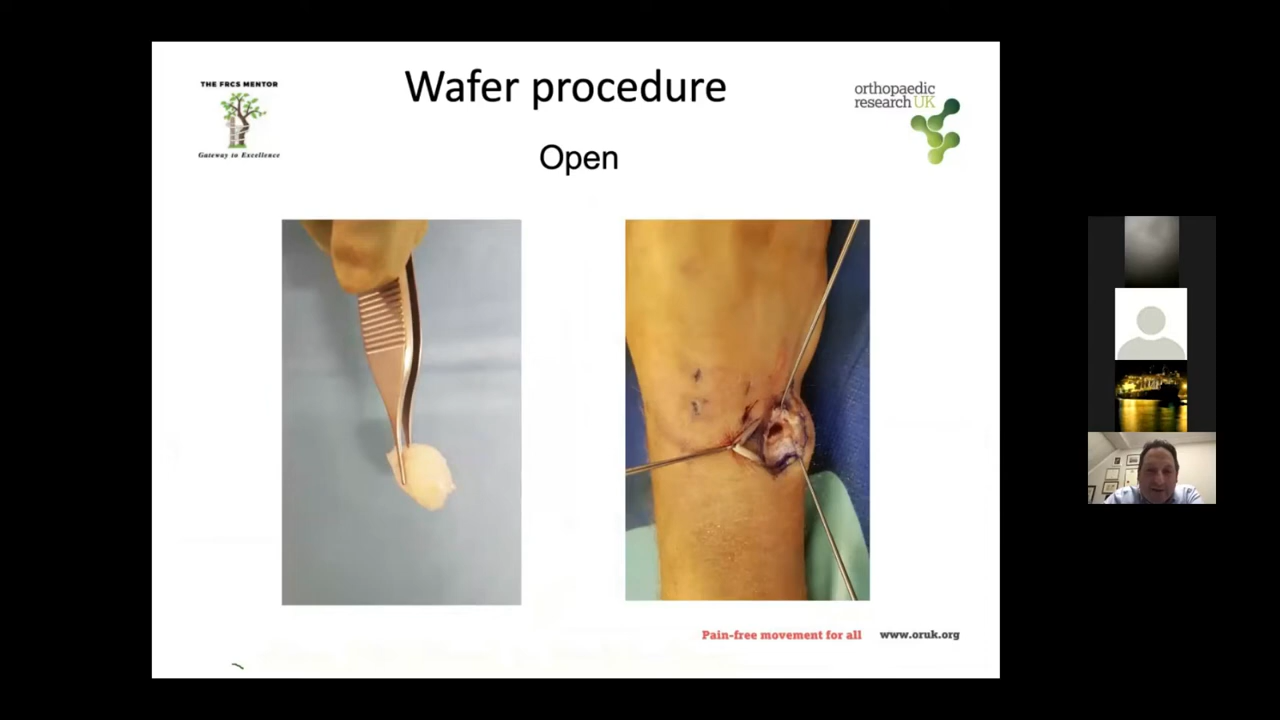 THE FRCS MENTOR
Gateway to Excellence
Wafer procedure
orthopaedic
research UK
Open
Pain-free movement for all
www.oruk.org